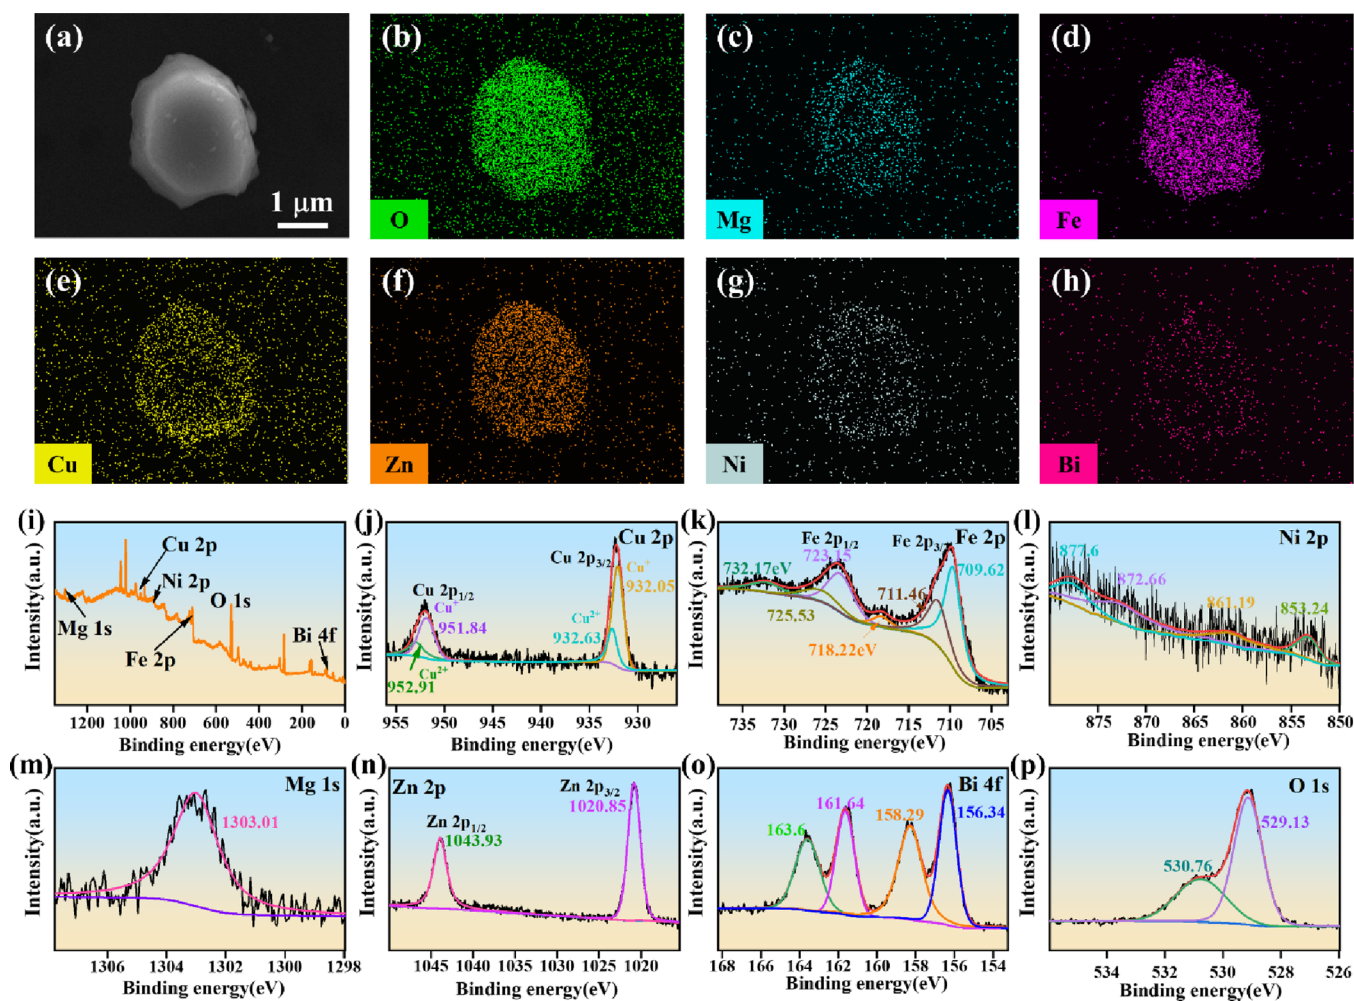 (a)
1 μm
(b)
O
(c)
Mg
(d)
Fe
(e)
Cu
(f)
Zn
(g)
Ni
(h)
Bi
(i)
Intensity(a.u.)
Cu 2p
Ni 2p
O 1s
Mg 1s
Fe 2p
Bi 4f
1200 1000 800 600 400 200 0
Binding energy(eV)
(j)
Intensity(a.u.)
Cu 2p
Cu 2p3/2
Cu⁺
932.05
Cu 2p1/2
Cu⁺
951.84
Cu²⁺
932.63
Cu²⁺
952.91
955 950 945 940 935 930
Binding energy(eV)
(k)
Intensity(a.u.)
Fe 2p
Fe 2p1/2
723.15
Fe 2p3/2
732.17eV
709.62
711.46
725.53
718.22eV
738 733 728 723 718 713 708 703
Binding energy(eV)
(l)
Intensity(a.u.)
Ni 2p
877.6
872.66
861.19
853.24
875 870 865 860 855 850
Binding energy(eV)
(m)
Intensity(a.u.)
Mg 1s
1303.01
1306 1304 1302 1300 1298
Binding energy(eV)
(n)
Intensity(a.u.)
Zn 2p
Zn 2p3/2
1020.85
Zn 2p1/2
1043.93
1045 1040 1035 1030 1025 1020
Binding energy(eV)
(o)
Intensity(a.u.)
Bi 4f
161.64
158.29
156.34
163.6
168 166 164 162 160 158 156 154
Binding energy(eV)
(p)
Intensity(a.u.)
O 1s
529.13
530.76
534 532 530 528 526
Binding energy(eV)